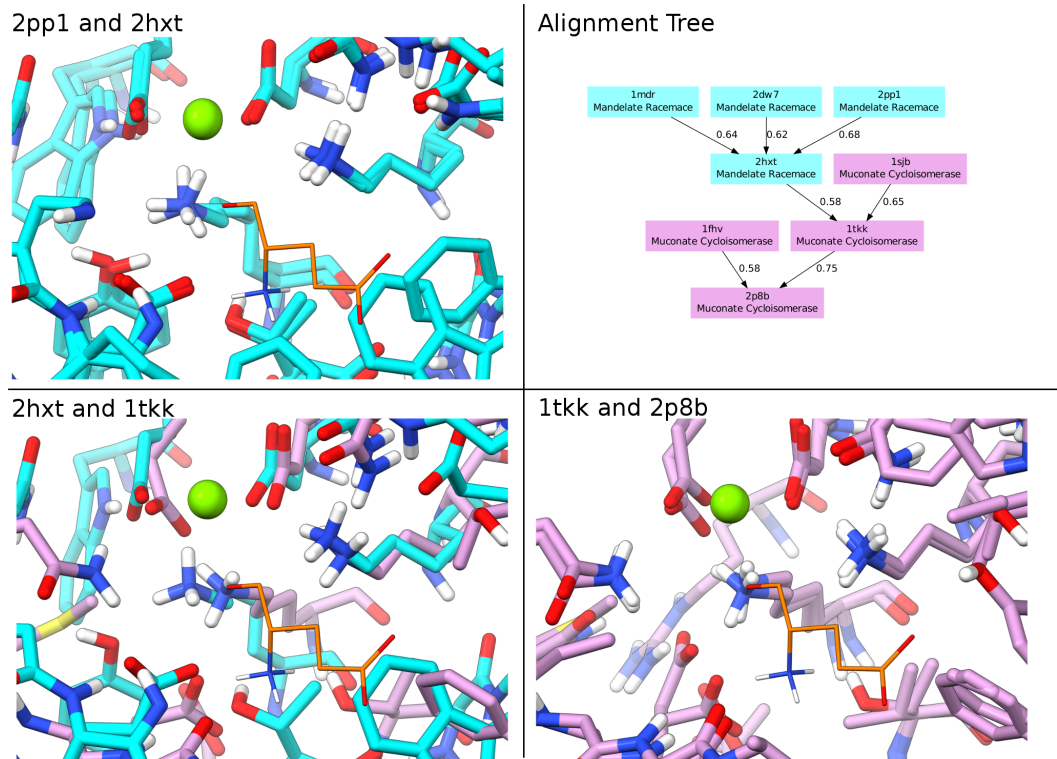 2pp1 and 2hxt
Alignment Tree
1mdr
Mandelate Racemace
2dw7
Mandelate Racemace
2pp1
Mandelate Racemace
0.64
0.62
0.68
2hxt
Mandelate Racemace
1sjb
Muconate Cycloisomerase
0.58
0.65
1fhv
Muconate Cycloisomerase
1tkk
Muconate Cycloisomerase
0.58
0.75
2p8b
Muconate Cycloisomerase
2hxt and 1tkk
1tkk and 2p8b